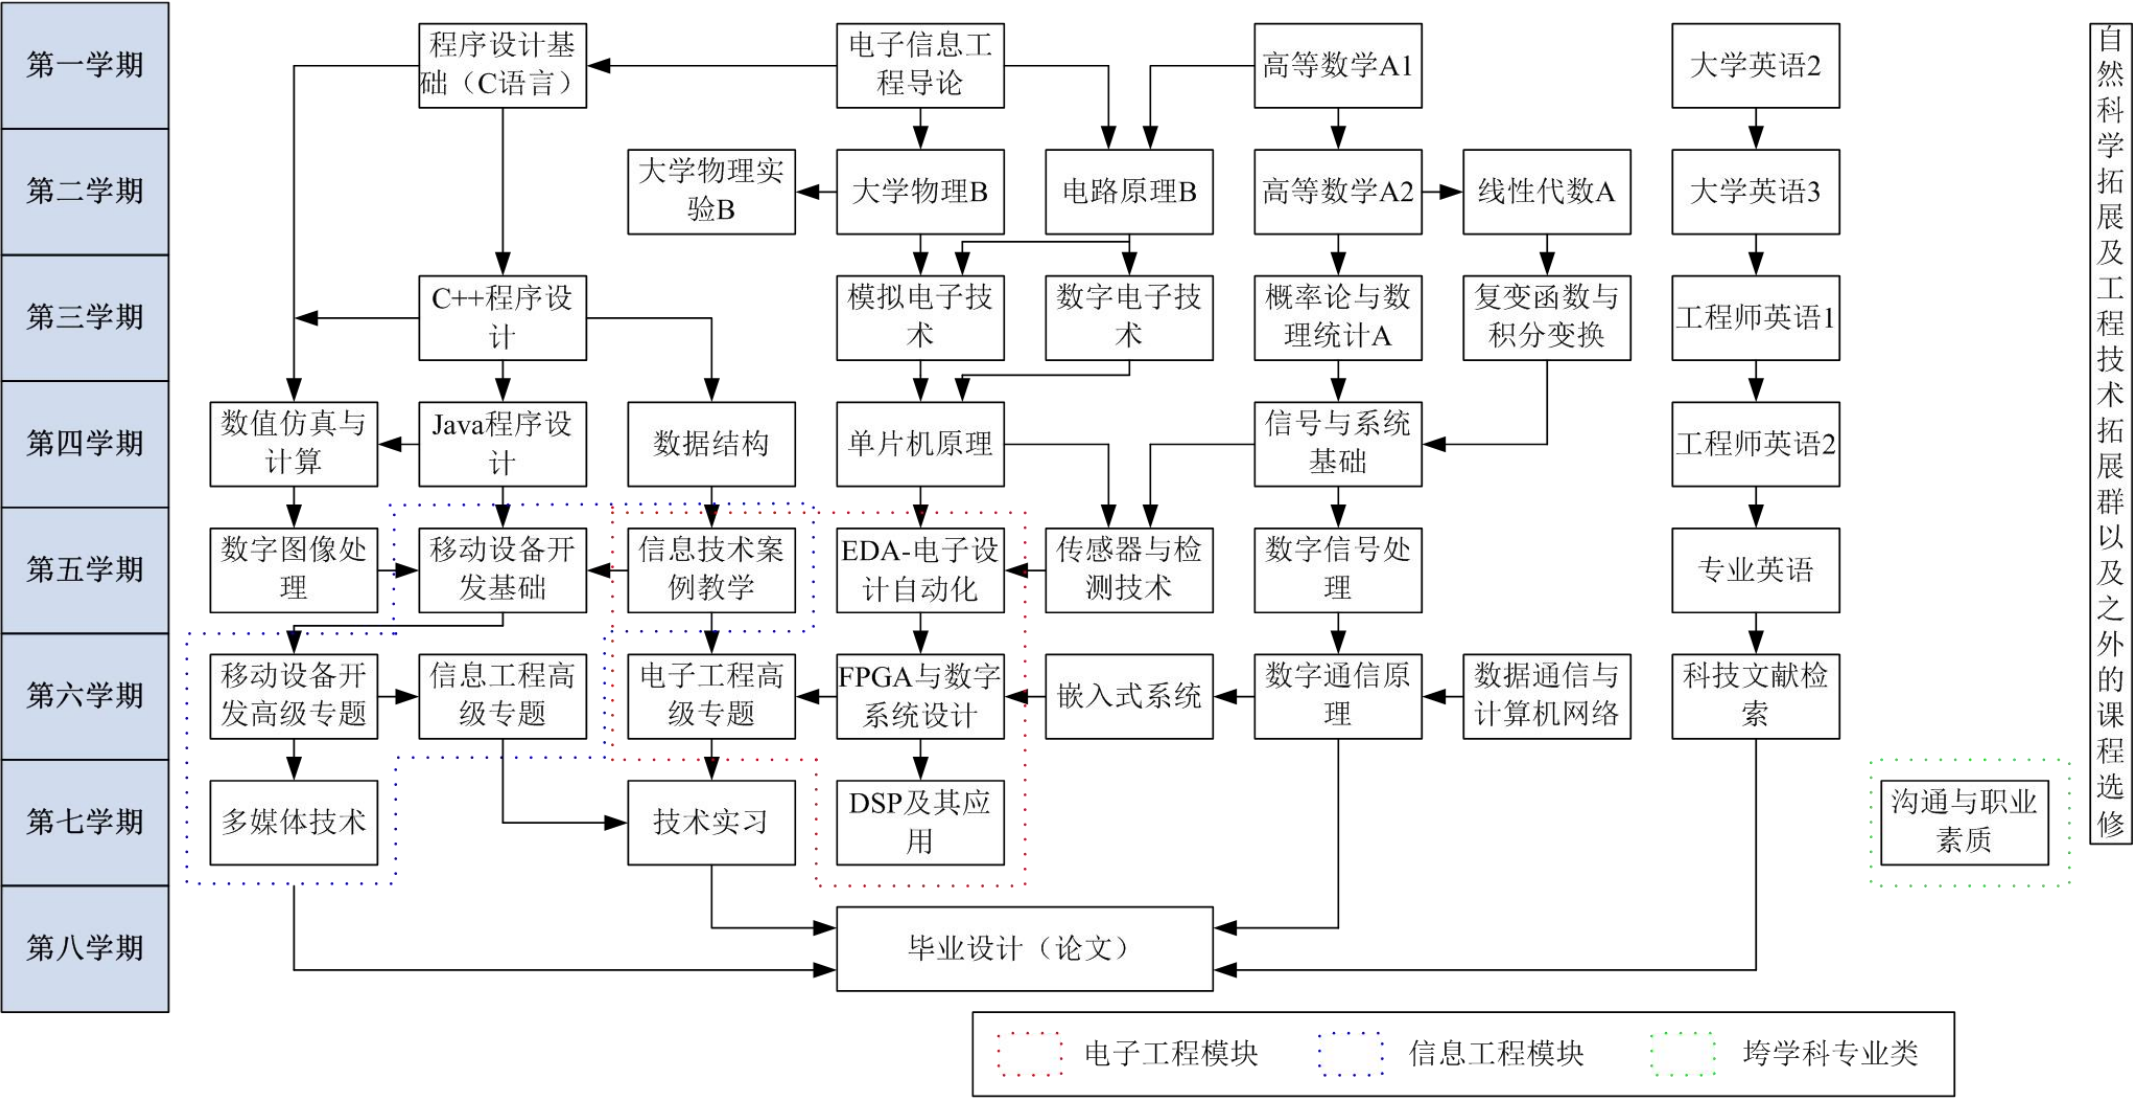 第一学期
程序设计基
础（C语言）
电子信息工
程导论
高等数学A1
大学英语2
第二学期
大学物理实
验B
大学物理B
电路原理B
高等数学A2
线性代数A
大学英语3
第三学期
C++程序设
计
模拟电子技
术
数字电子技
术
概率论与数
理统计A
复变函数与
积分变换
工程师英语1
第四学期
数值仿真与
计算
Java程序设
计
数据结构
单片机原理
信号与系统
基础
工程师英语2
第五学期
数字图像处
理
移动设备开
发基础
信息技术案
例教学
EDA-电子设
计自动化
传感器与检
测技术
数字信号处
理
专业英语
第六学期
移动设备开
发高级专题
信息工程高
级专题
电子工程高
级专题
FPGA与数字
系统设计
嵌入式系统
数字通信原
理
数据通信与
计算机网络
科技文献检
索
第七学期
多媒体技术
技术实习
DSP及其应
用
沟通与职业
素质
第八学期
毕业设计（论文）
自然科学拓展及工程技术拓展群以及之外的课程选修
电子工程模块
信息工程模块
垮学科专业类